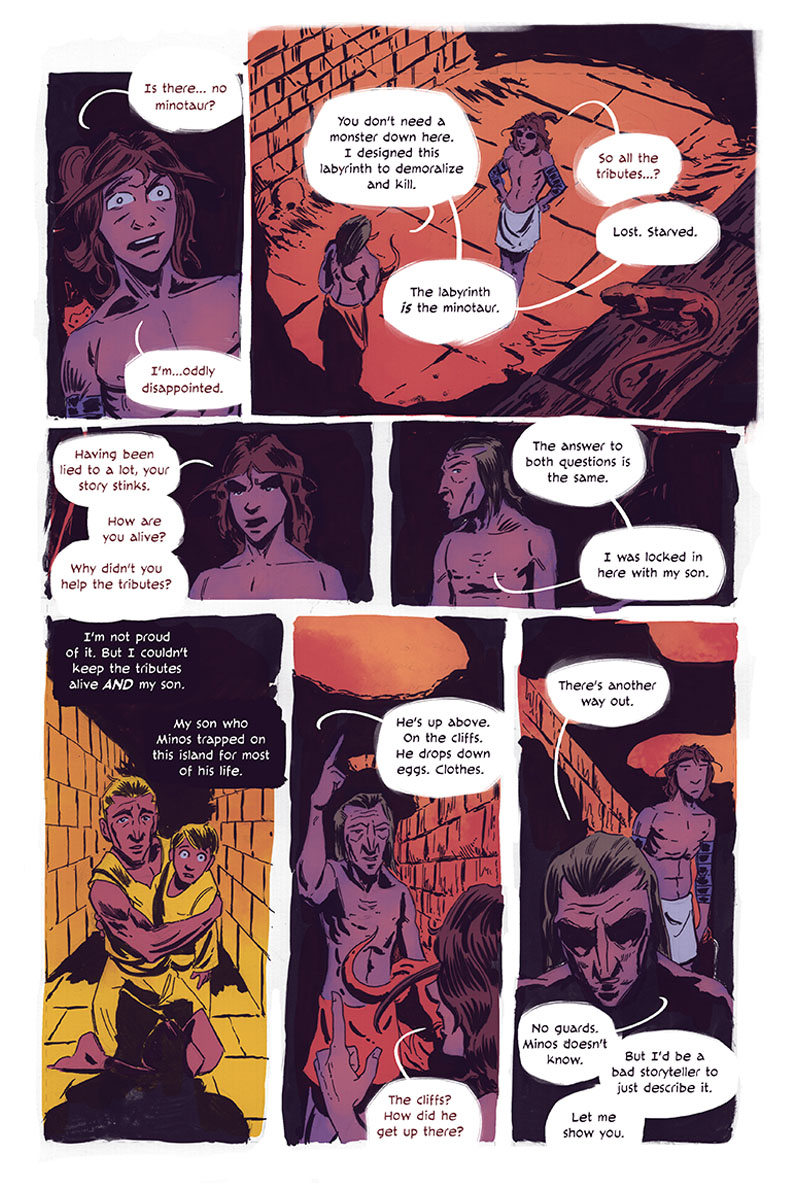 Is there... no
minotaur?
I'm...oddly
disappointed.
You don't need a
monster down here.
I designed this
labyrinth to demoralize
and kill.
So all the
tributes...?
Lost. Starved.
The labyrinth
is the minotaur.
Having been
lied to a lot, your
story stinks.
How are
you alive?
Why didn't you
help the tributes?
The answer to
both questions is
the same.
I was locked in
here with my son.
I'm not proud
of it. But I couldn't
keep the tributes
alive AND my son.
My son who
Minos trapped on
this island for most
of his life.
He's up above.
On the cliffs.
He drops down
eggs. Clothes.
The cliffs?
How did he
get up there?
There's another
way out.
No guards.
Minos doesn't
know.
But I'd be a
bad storyteller to
just describe it.
Let me
show you.